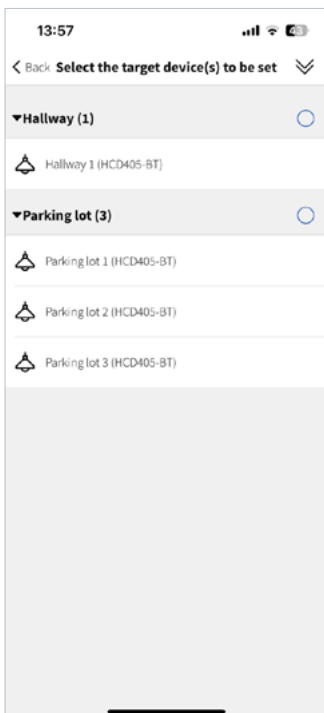 13:57
43
Back Select the target device(s) to be set
Hallway (1)
Hallway 1 (HCD405-BT)
Parking lot (3)
Parking lot 1 (HCD405-BT)
Parking lot 2 (HCD405-BT)
Parking lot 3 (HCD405-BT)